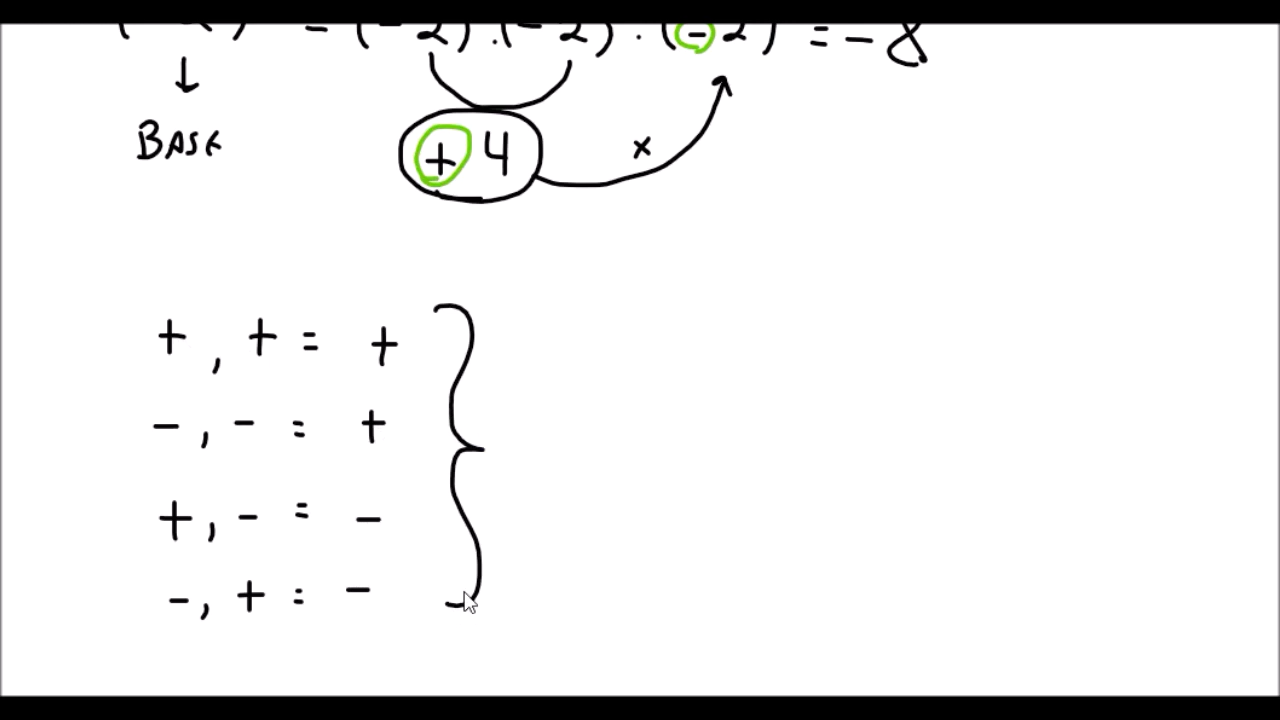 = (-2) . (-2) . (-2) = -8
BASE
+ 4 x
+ , + = +
- , - = +
+ , - = -
- , + = -